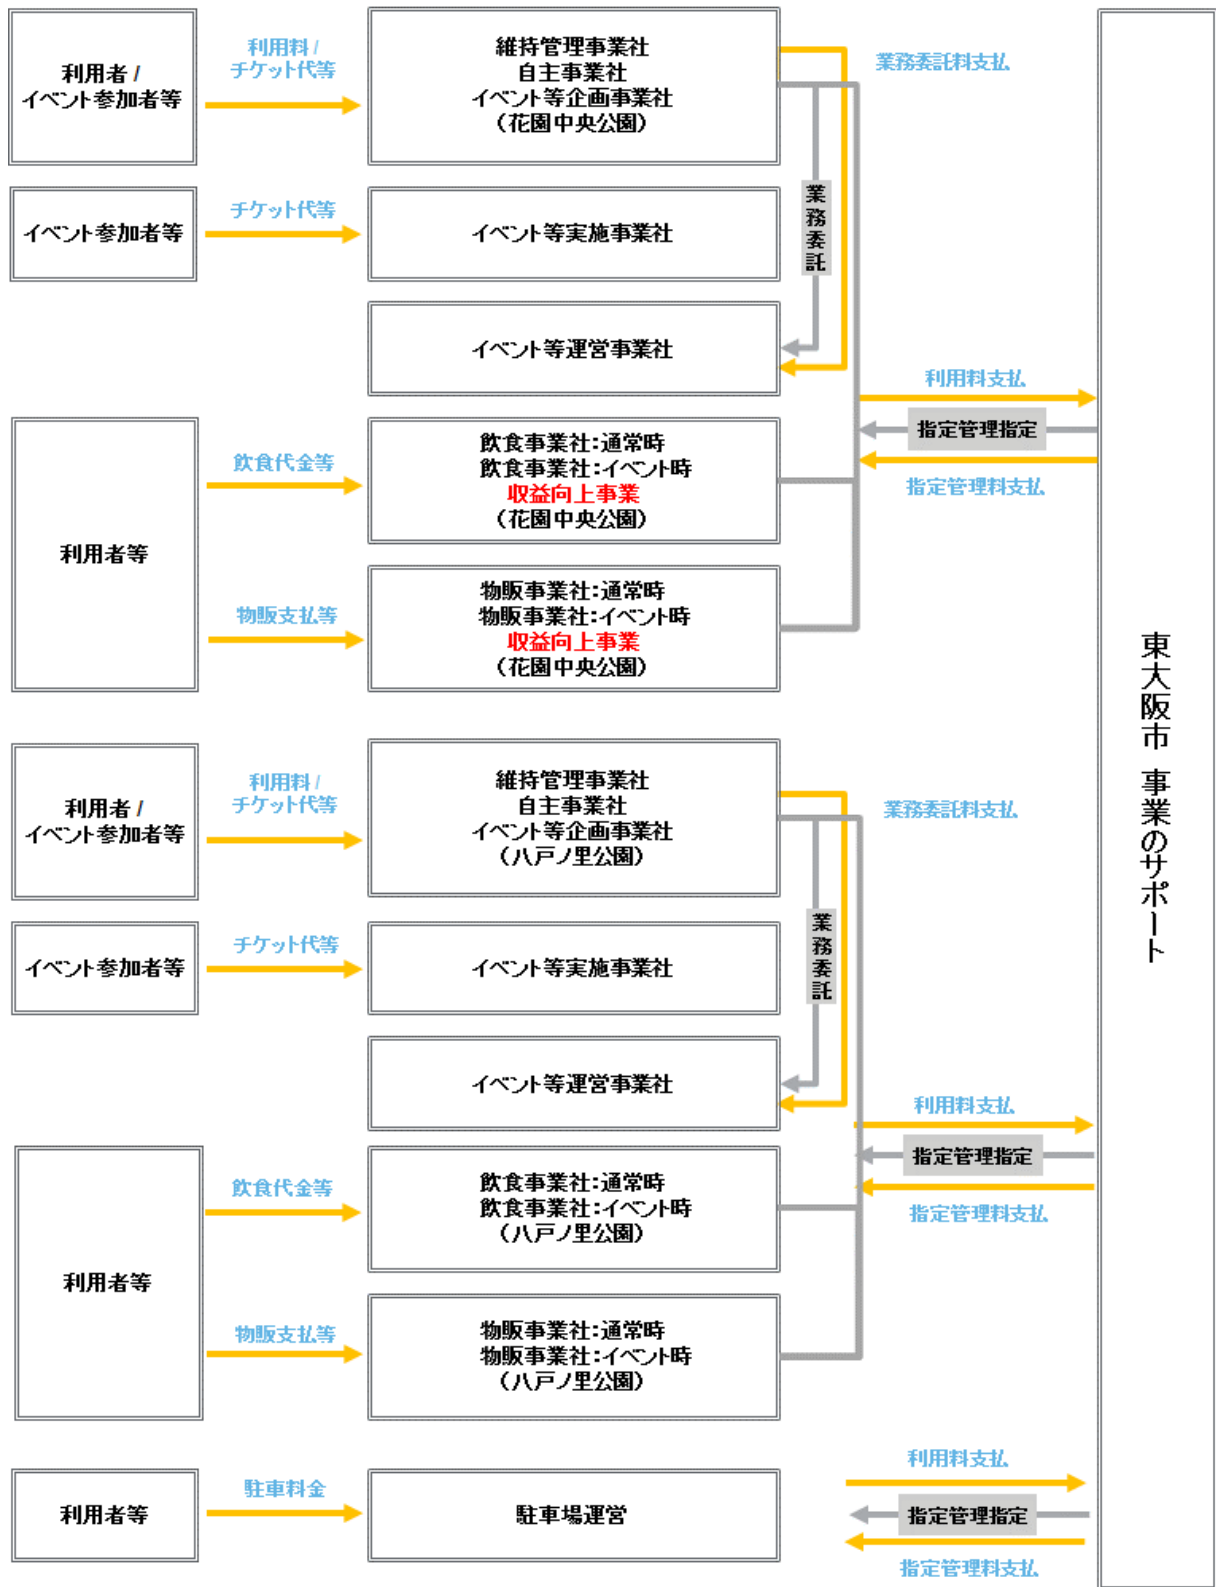 利用者 /
イベント参加者等
利用料 /
チケット代等
維持管理事業社
自主事業社
イベント等企画事業社
(花園中央公園)
業務委託料支払
イベント参加者等
チケット代等
イベント等実施事業社
業務委託
イベント等運営事業社
利用料支払
指定管理指定
指定管理料支払
利用者等
飲食代金等
飲食事業社:通常時
飲食事業社:イベント時
収益向上事業
(花園中央公園)
物販支払等
物販事業社:通常時
物販事業社:イベント時
収益向上事業
(花園中央公園)
東大阪市 事業のサポート
利用者 /
イベント参加者等
利用料 /
チケット代等
維持管理事業社
自主事業社
イベント等企画事業社
(八戸ノ里公園)
業務委託料支払
イベント参加者等
チケット代等
イベント等実施事業社
業務委託
イベント等運営事業社
利用料支払
指定管理指定
指定管理料支払
利用者等
飲食代金等
飲食事業社:通常時
飲食事業社:イベント時
(八戸ノ里公園)
物販支払等
物販事業社:通常時
物販事業社:イベント時
(八戸ノ里公園)
利用者等
駐車料金
駐車場運営
利用料支払
指定管理指定
指定管理料支払